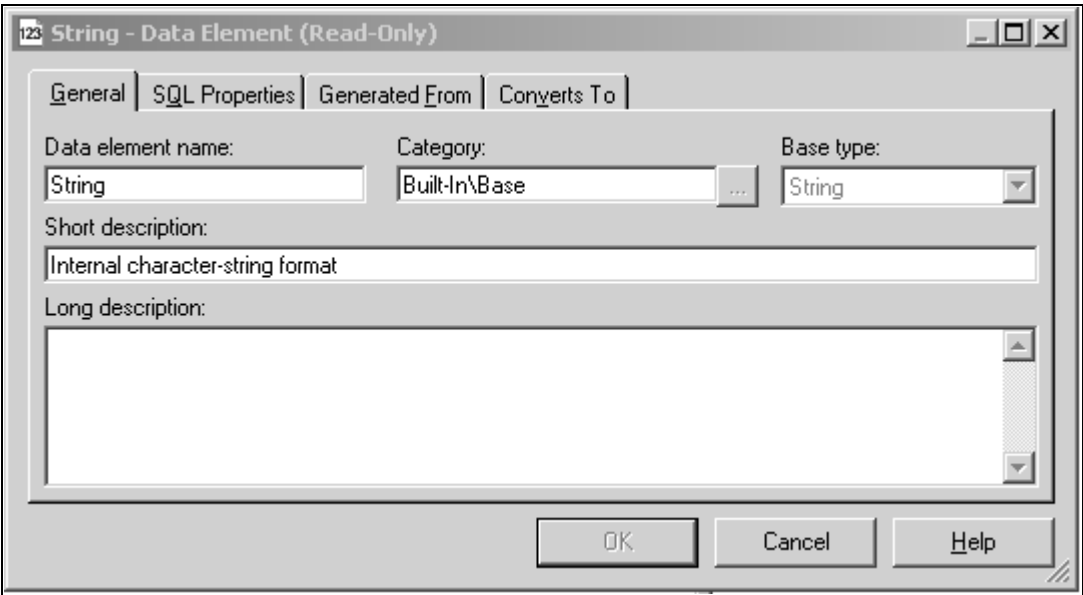 123 String - Data Element (Read-Only)
General SQL Properties Generated From Converts To
Data element name: Category: Base type:
String Built-In\Base ... String
Short description:
Internal character-string format
Long description:
OK Cancel Help